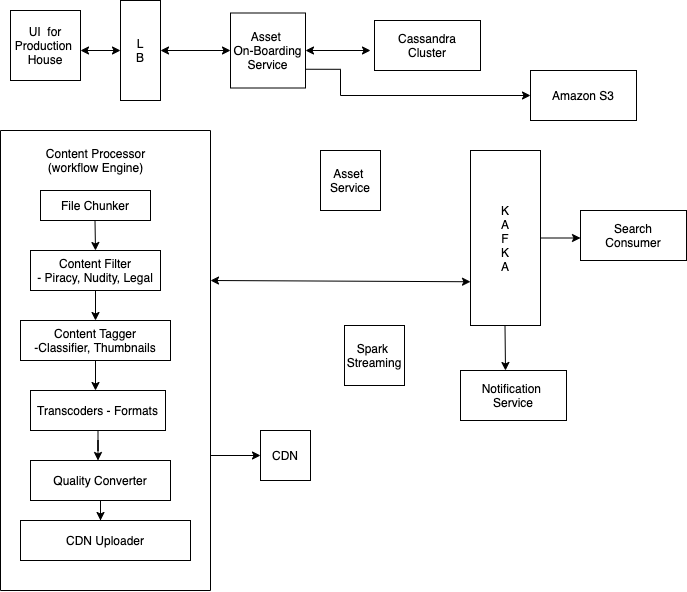 UI for
Production
House
L
B
Asset
On-Boarding
Service
Cassandra
Cluster
Amazon S3
Content Processor
(workflow Engine)
File Chunker
Content Filter
- Piracy, Nudity, Legal
Content Tagger
-Classifier, Thumbnails
Transcoders - Formats
Quality Converter
CDN Uploader
Asset
Service
K
A
F
K
A
Search
Consumer
Spark
Streaming
Notification
Service
CDN